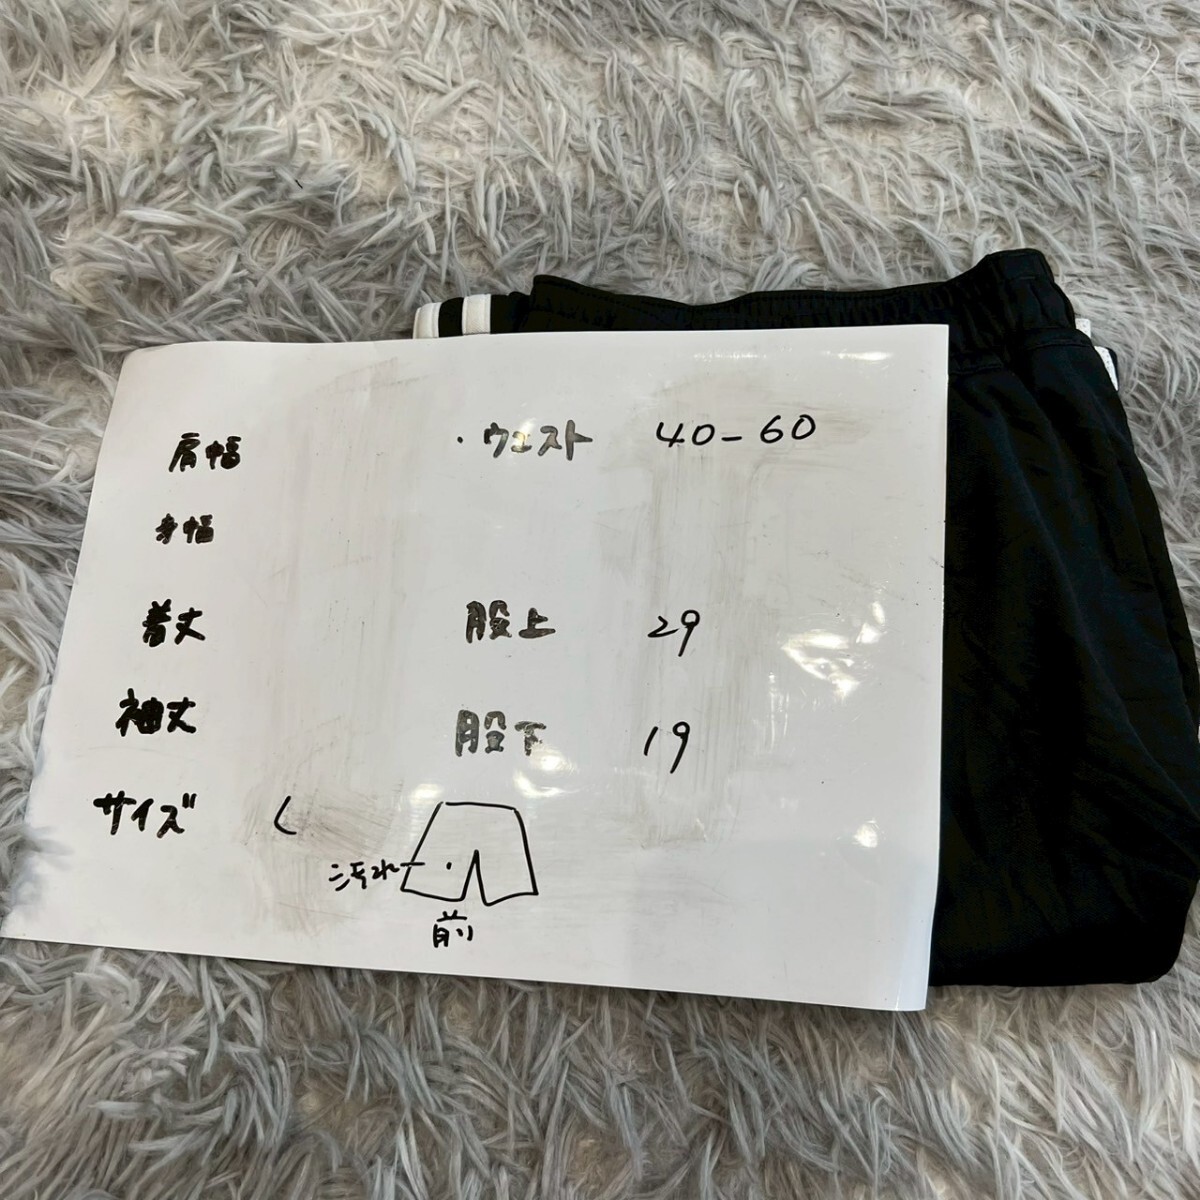 肩幅
身幅
着丈
袖丈
サイズ L
・ウエスト 40-60
股上 29
股下 19
汚れ
前